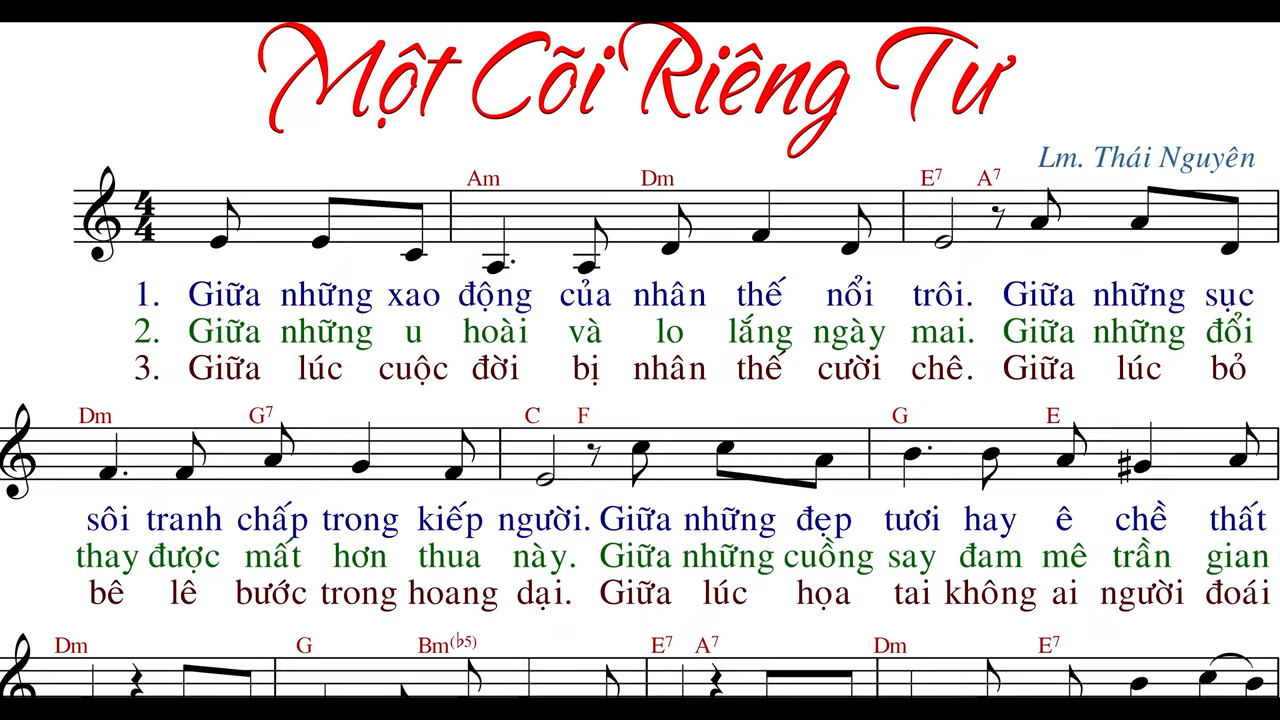 Một Cõi Riêng Tư
Lm. Thái Nguyên
Am Dm E7 A7
4
4
1. Giữa những xao động của nhân thế nổi trôi. Giữa những sục
2. Giữa những u hoài và lo lắng ngày mai. Giữa những đổi
3. Giữa lúc cuộc đời bị nhân thế cười chê. Giữa lúc bỏ
Dm G7 C F G E
sôi tranh chấp trong kiếp người. Giữa những đẹp tươi hay ê chề thất
thay được mất hơn thua này. Giữa những cuồng say đam mê trần gian
bê lê bước trong hoang dại. Giữa lúc họa tai không ai người đoái
Dm G Bm(♭5) E7 A7 Dm E7